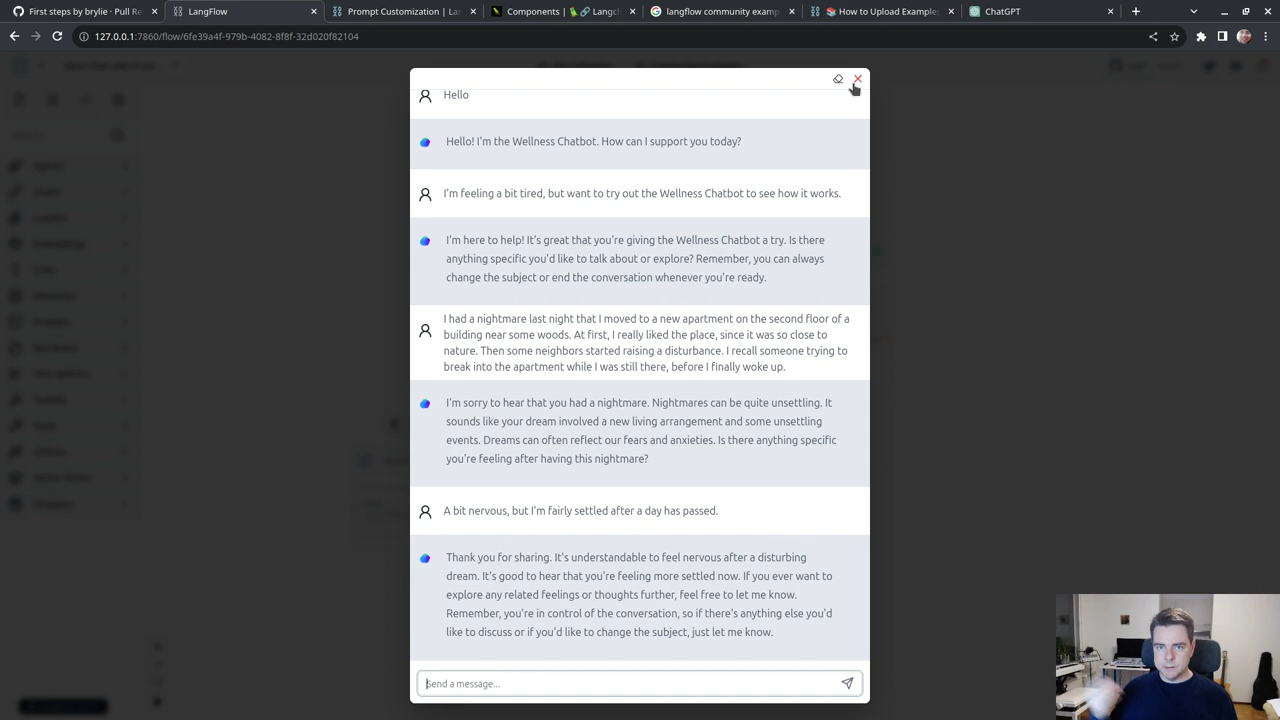 First steps by brylie · Pull Re
LangFlow
Prompt Customization | Lan
Components | 🦜🔗 Langch
langflow community examp
📚 How to Upload Examples
ChatGPT
127.0.0.1:7860/flow/6fe39a4f-979b-4082-8f8f-32d020f82104
Hello
Hello! I'm the Wellness Chatbot. How can I support you today?
I'm feeling a bit tired, but want to try out the Wellness Chatbot to see how it works.
I'm here to help! It's great that you're giving the Wellness Chatbot a try. Is there
anything specific you'd like to talk about or explore? Remember, you can always
change the subject or end the conversation whenever you're ready.
I had a nightmare last night that I moved to a new apartment on the second floor of a
building near some woods. At first, I really liked the place, since it was so close to
nature. Then some neighbors started raising a disturbance. I recall someone trying to
break into the apartment while I was still there, before I finally woke up.
I'm sorry to hear that you had a nightmare. Nightmares can be quite unsettling. It
sounds like your dream involved a new living arrangement and some unsettling
events. Dreams can often reflect our fears and anxieties. Is there anything specific
you're feeling after having this nightmare?
A bit nervous, but I'm fairly settled after a day has passed.
Thank you for sharing. It's understandable to feel nervous after a disturbing
dream. It's good to hear that you're feeling more settled now. If you ever want to
explore any related feelings or thoughts further, feel free to let me know.
Remember, you're in control of the conversation, so if there's anything else you'd
like to discuss or if you'd like to change the subject, just let me know.
Send a message...